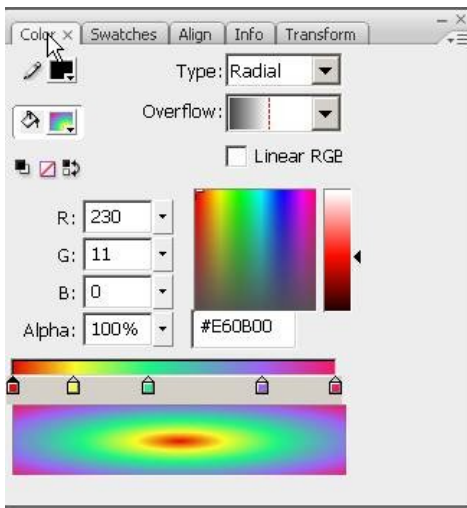 Color × Swatches Align Info Transform
Type: Radial
Overflow:
Linear RGB
R: 230
G: 11
B: 0
Alpha: 100% #E60B00